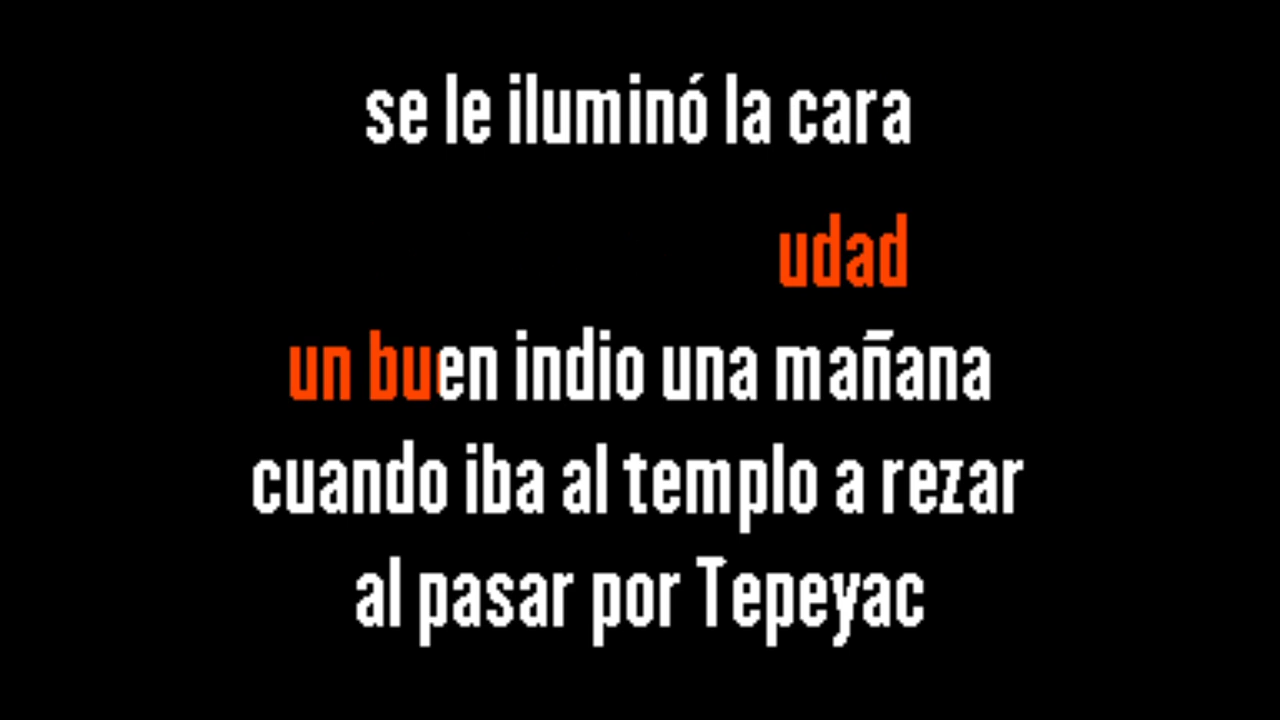 se le iluminó la cara
udad
un buen indio una mañana
cuando iba al templo a rezar
al pasar por Tepeyac